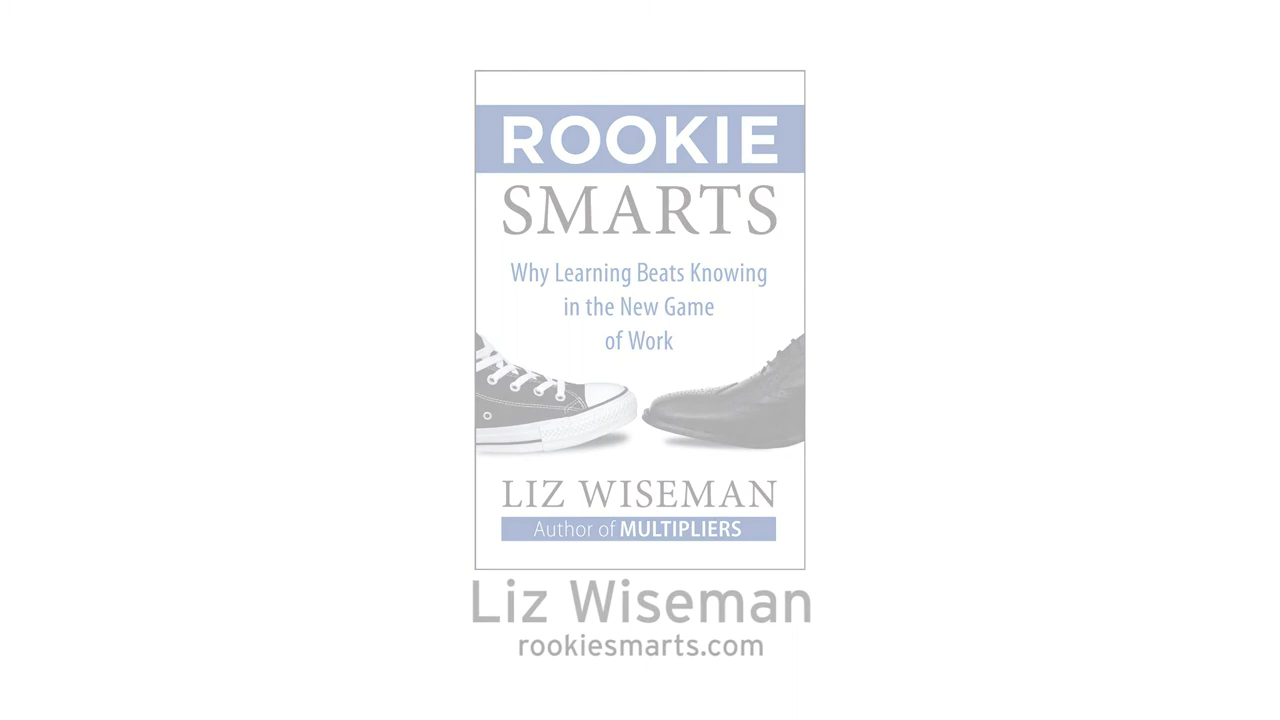 ROOKIE
SMARTS
Why Learning Beats Knowing
in the New Game
of Work
LIZ WISEMAN
Author of MULTIPLIERS
Liz Wiseman
rookiesmarts.com